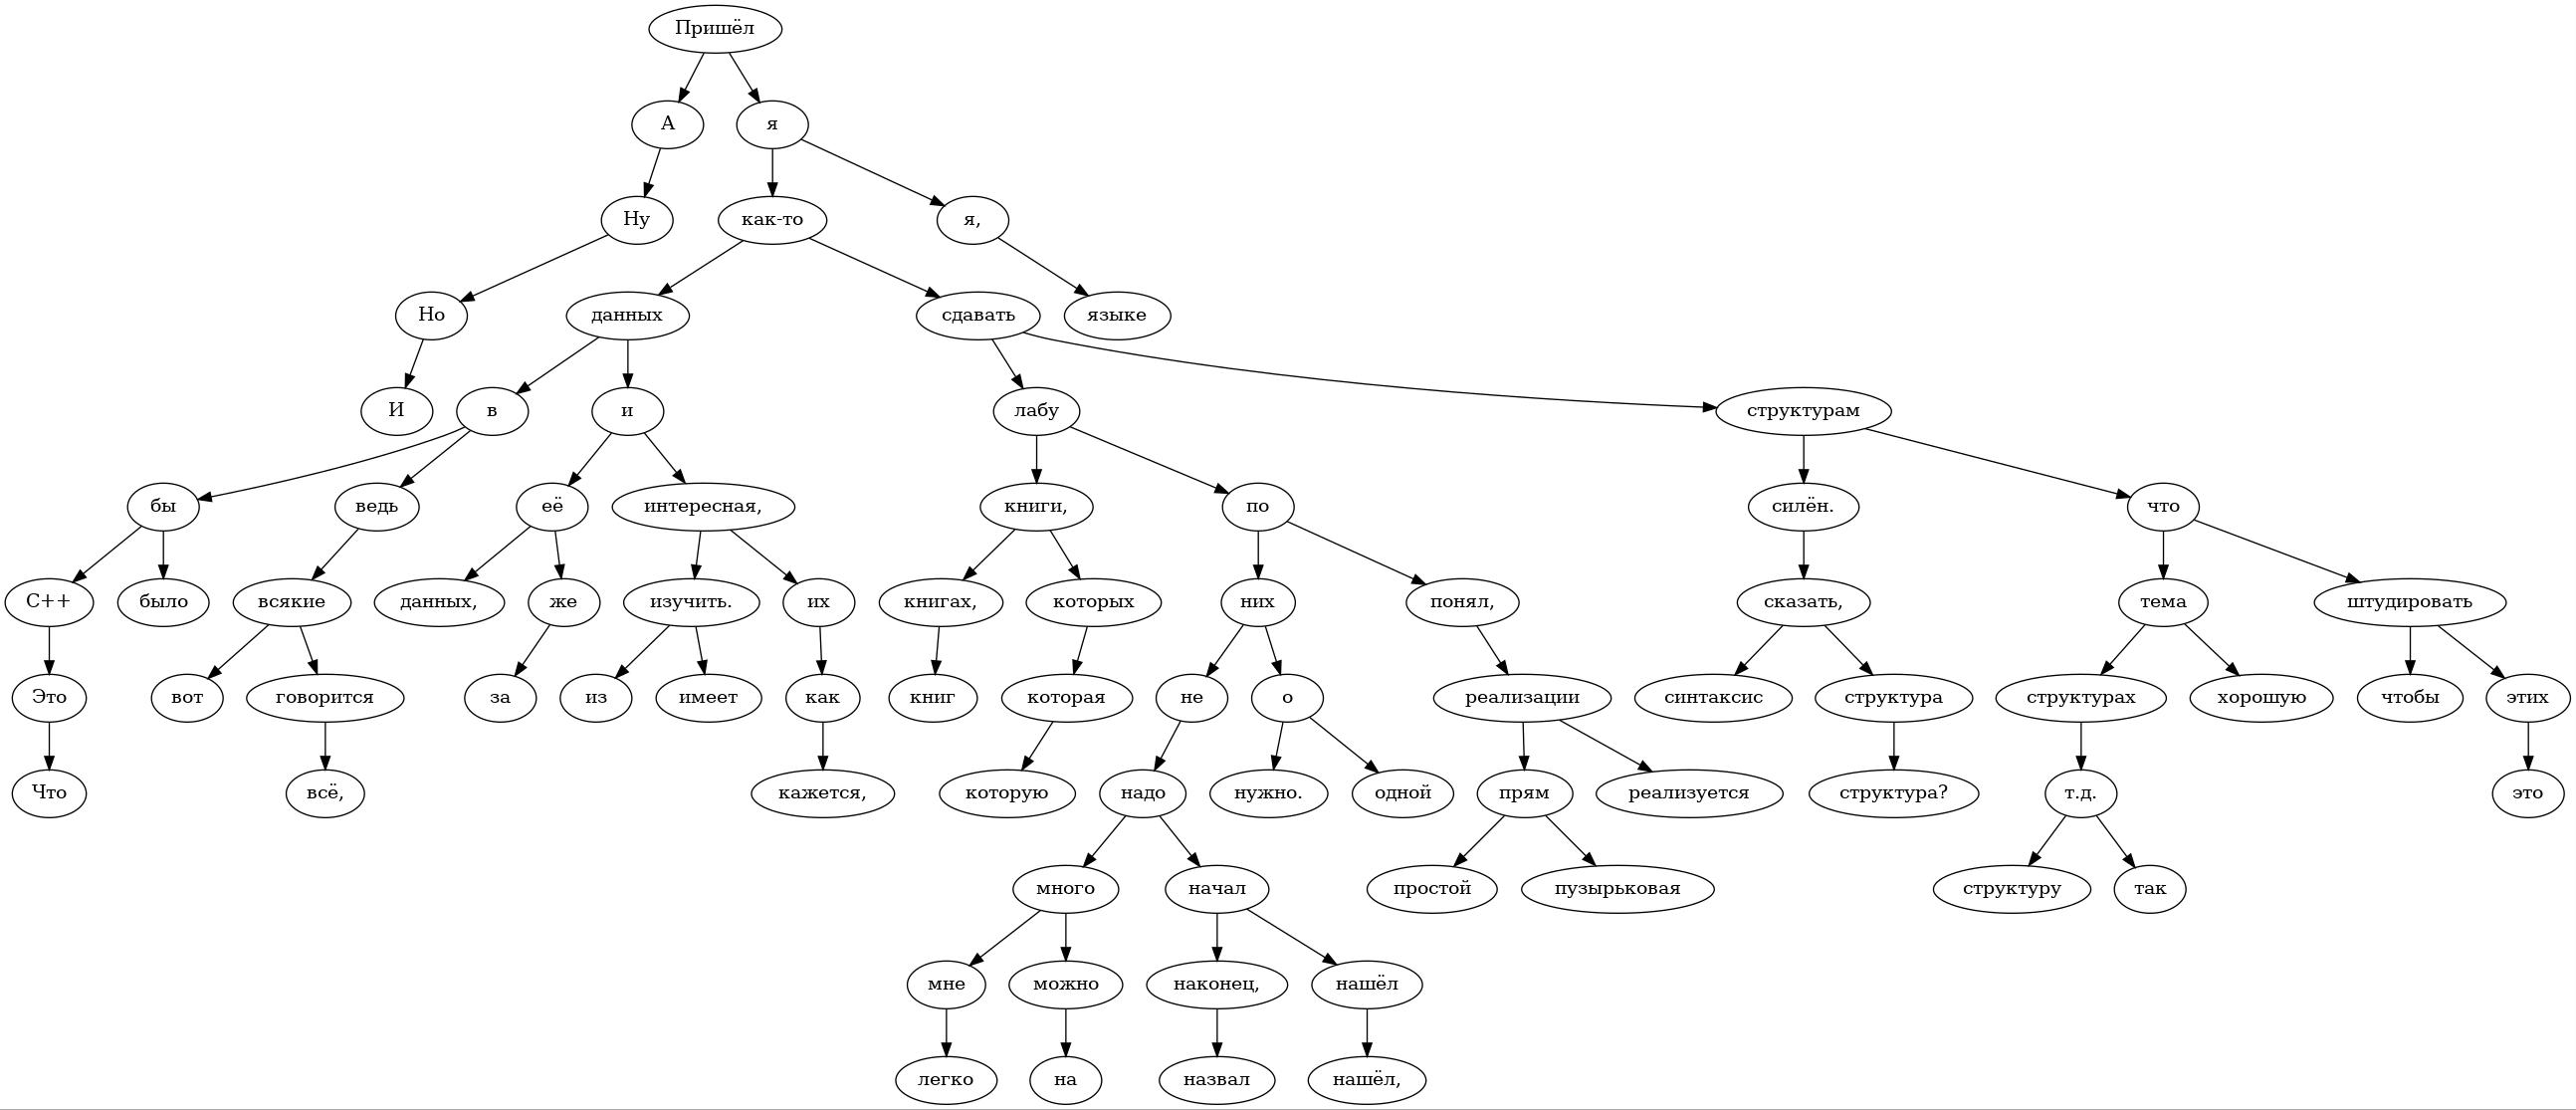 Пришёл
А
я
Ну
как-то
я,
Но
данных
сдавать
языке
И
в
и
лабу
структурам
бы
ведь
её
интересная,
книги,
по
силён.
что
C++
было
всякие
данных,
же
изучить.
их
книгах,
которых
них
понял,
сказать,
тема
штудировать
Это
вот
говорится
за
из
имеет
как
книг
которая
не
о
реализации
синтаксис
структура
структурах
хорошую
чтобы
этих
Что
всё,
кажется,
которую
надо
нужно.
одной
прям
реализуется
структура?
т.д.
это
много
начал
простой
пузырьковая
структуру
так
мне
можно
наконец,
нашёл
легко
на
назвал
нашёл,